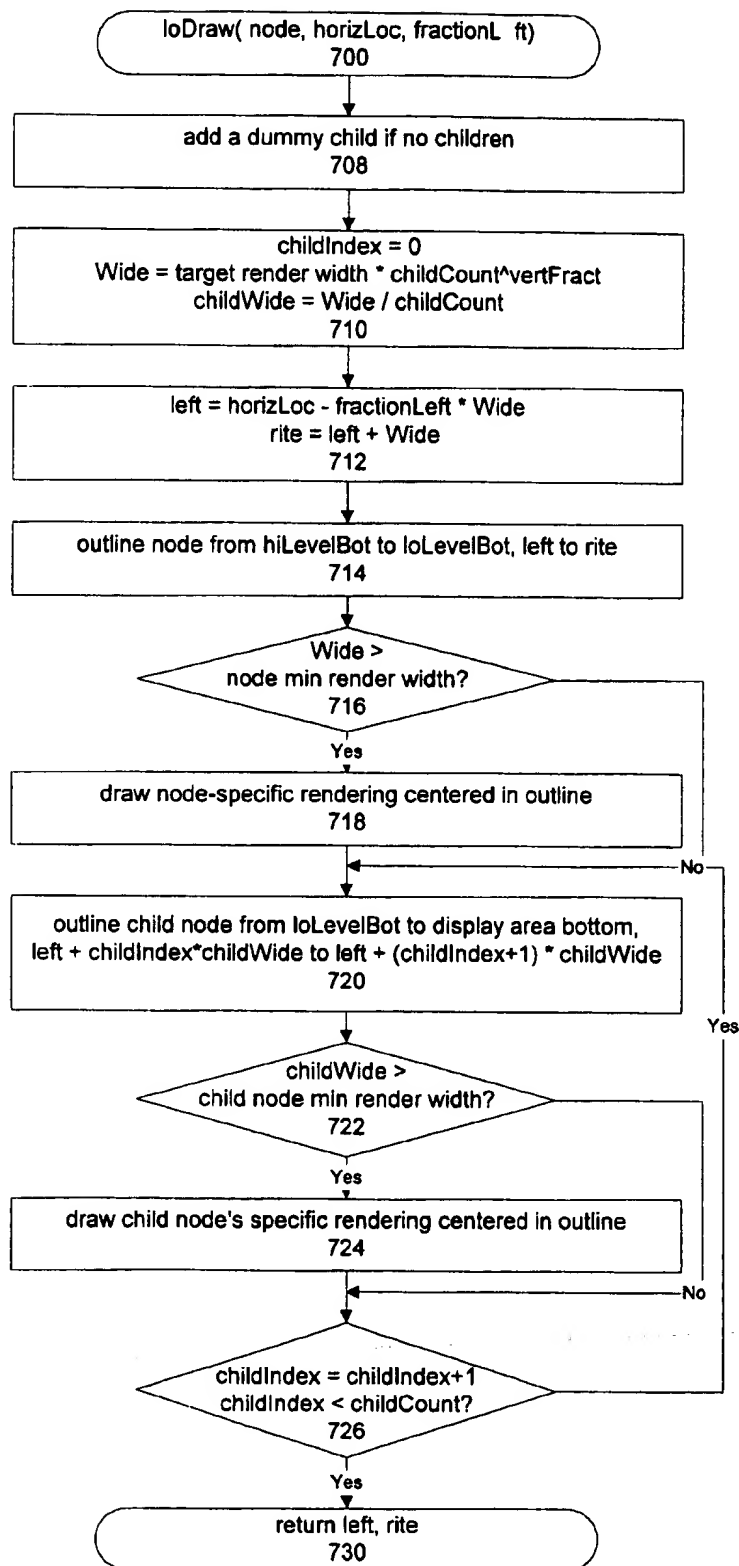 loDraw( node, horizLoc, fractionL ft)
700
add a dummy child if no children
708
childIndex = 0
Wide = target render width * childCount^vertFract
childWide = Wide / childCount
710
left = horizLoc - fractionLeft * Wide
rite = left + Wide
712
outline node from hiLevelBot to loLevelBot, left to rite
714
Wide >
node min render width?
716
Yes
draw node-specific rendering centered in outline
718
No
outline child node from loLevelBot to display area bottom,
left + childIndex*childWide to left + (childIndex+1) * childWide
720
Yes
childWide >
child node min render width?
722
Yes
draw child node's specific rendering centered in outline
724
No
childIndex = childIndex+1
childIndex < childCount?
726
Yes
return left, rite
730